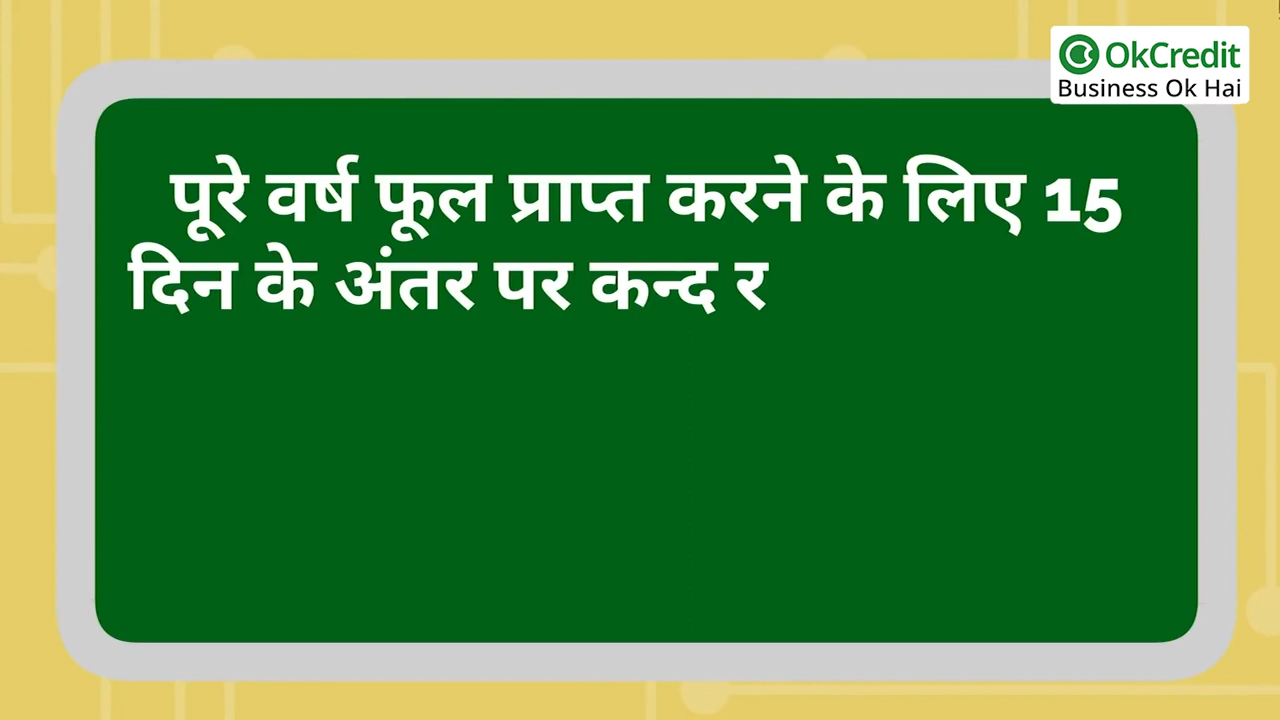 OkCredit
Business Ok Hai
पूरे वर्ष फूल प्राप्त करने के लिए 15
दिन के अंतर पर कन्द र